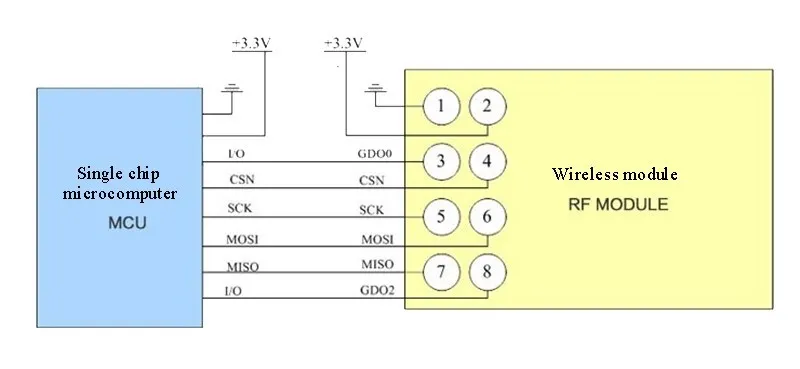 +3.3V +3.3V
1 2
I/O GDO0 3 4
Single chip Wireless module
microcomputer CSN CSN
MCU SCK SCK 5 6 RF MODULE
MOSI MOSI
MISO MISO 7 8
I/O GDO2